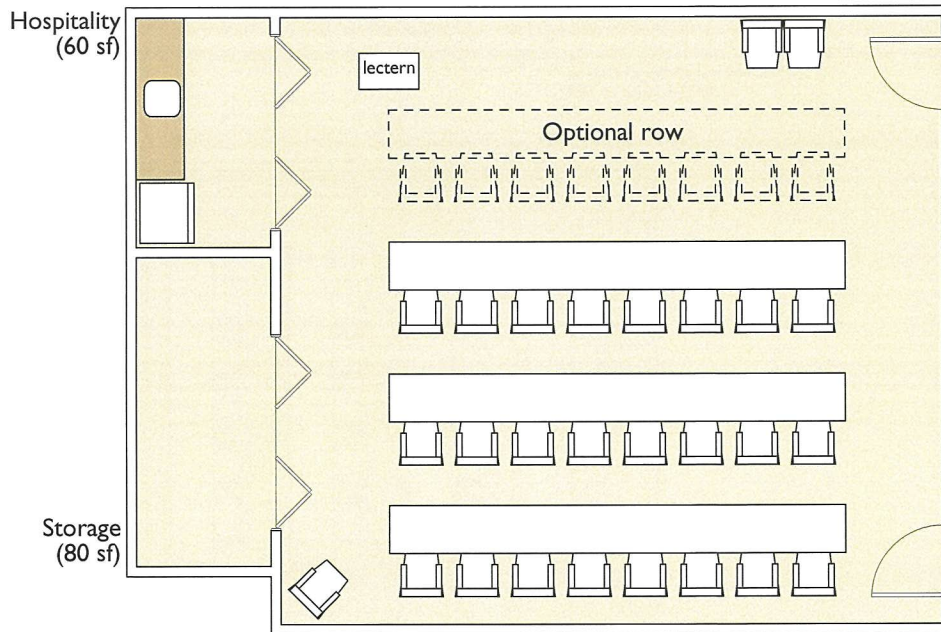 Hospitality
(60 sf)
lectern
Optional row
Storage
(80 sf)